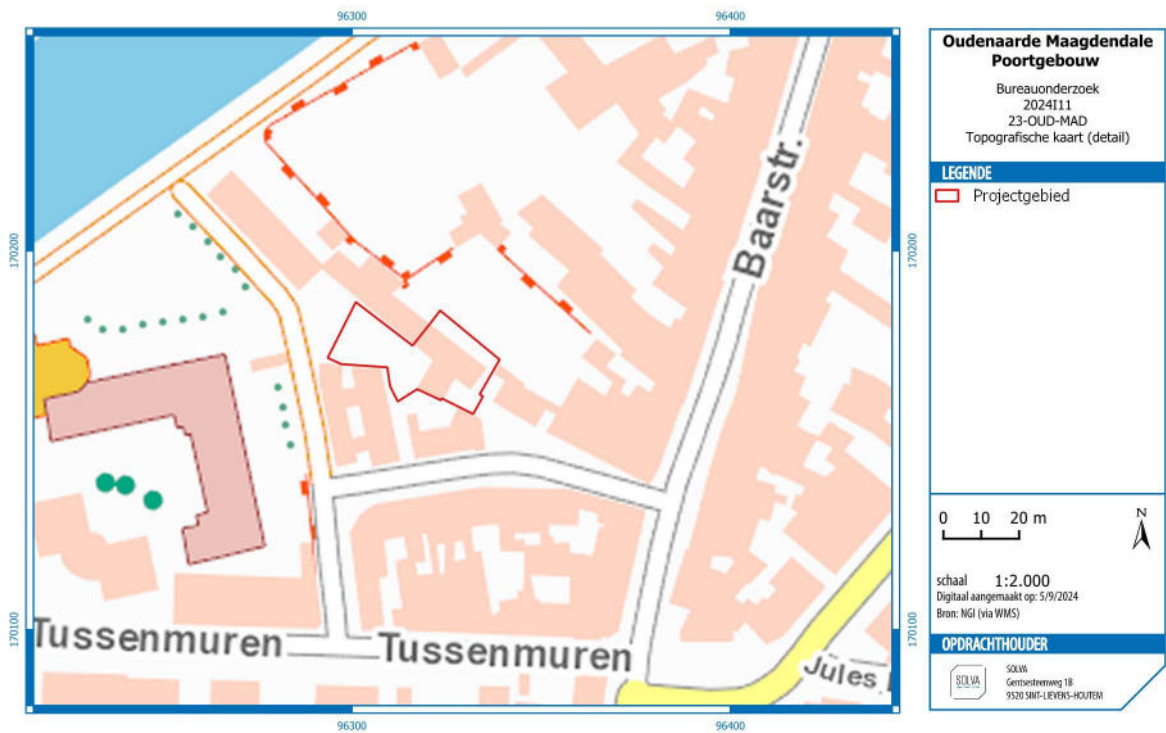 96300
96400
170200
170200
Baarstr.
170100
170100
Tussenmuren
Tussenmuren
Jules
96300
96400
Oudenaarde Maagdendale
Poortgebouw
Bureauonderzoek
2024I11
23-OUD-MAD
Topografische kaart (detail)
LEGENDE
Projectgebied
0 10 20 m
N
schaal 1:2.000
Digitaal aangemaakt op: 5/9/2024
Bron: NGI (via WMS)
OPDRACHTHOUDER
SOLVA
SOLVA
Gentsesteenweg 1B
9520 SINT-LIEVENS-HOUTEM